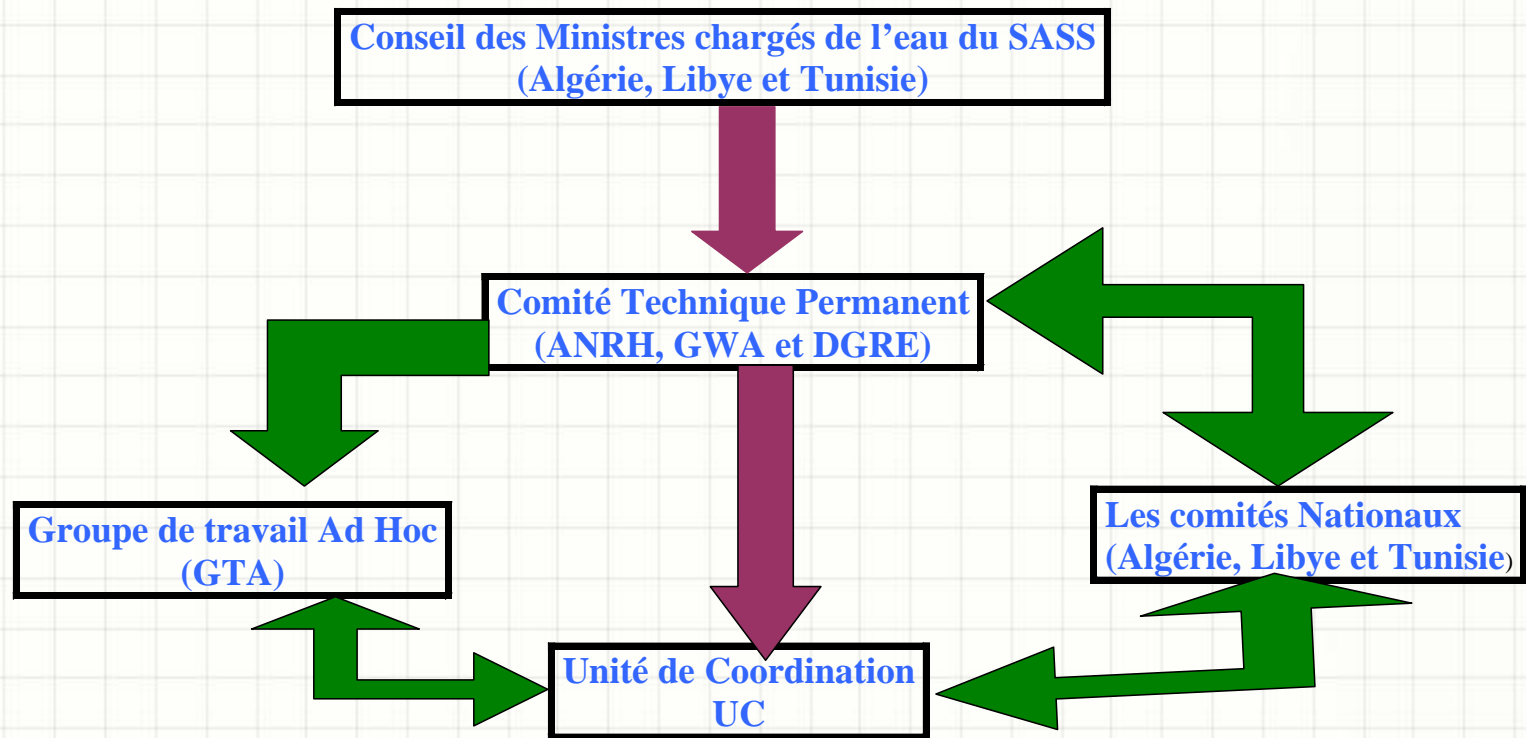 Conseil des Ministres chargés de l’eau du SASS
(Algérie, Libye et Tunisie)
Comité Technique Permanent
(ANRH, GWA et DGRE)
Groupe de travail Ad Hoc
(GTA)
Les comités Nationaux
(Algérie, Libye et Tunisie)
Unité de Coordination
UC